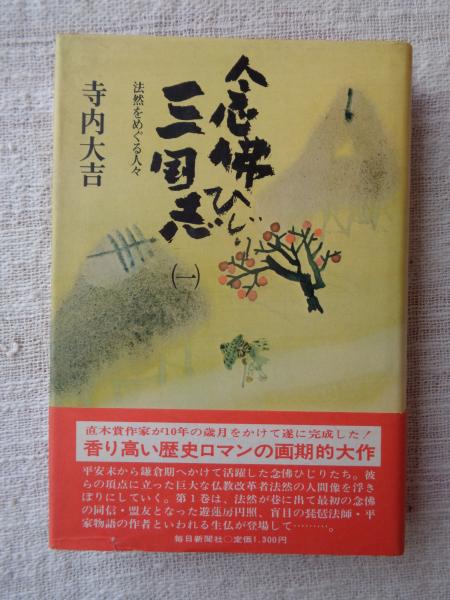 念佛ひじり
三国志
(一)
法然をめぐる人々
寺内大吉
直木賞作家が10年の歳月をかけて遂に完成した!
香り高い歴史ロマンの画期的大作
平安末から鎌倉期へかけて活躍した念佛ひじりたち。彼
らの頂点に立った巨大な仏教改革者法然の人間像を浮き
ぼりにしていく。第1巻は、法然が巷に出て最初の念佛
の同信・盟友となった遊蓮房円照、盲目の琵琶法師・平
家物語の作者といわれる生仏が登場して………。
毎日新聞社○定価1,300円